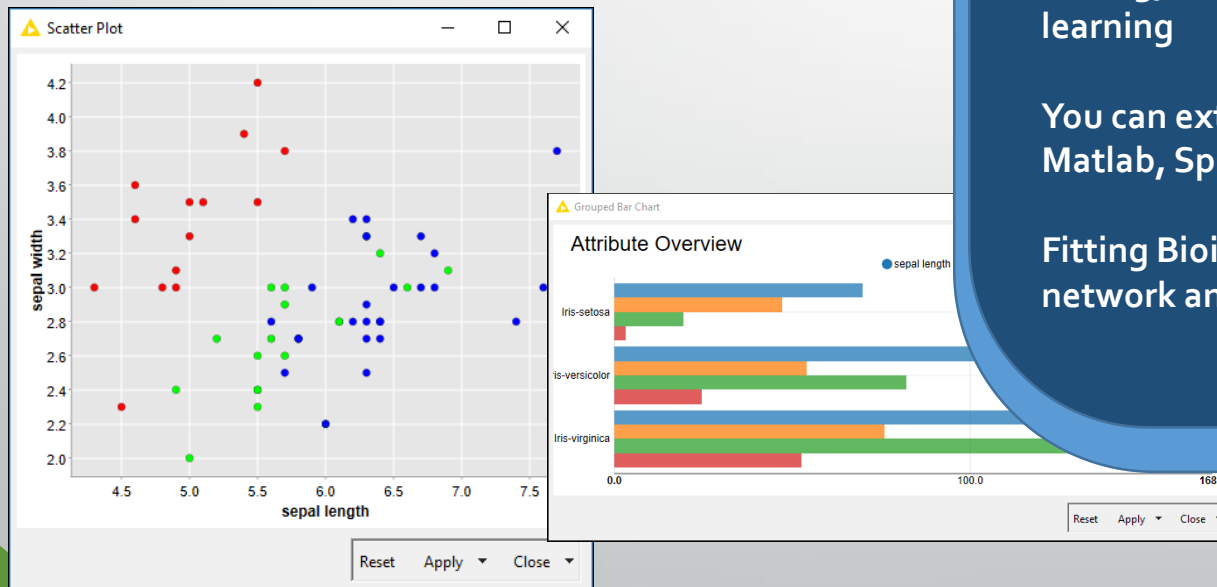 Scatter Plot
4.2
4.0
3.8
3.6
3.4
3.2
3.0
2.8
2.6
2.4
2.2
2.0
sepal width
4.5 5.0 5.5 6.0 6.5 7.0 7.5
sepal length
Reset Apply Close
Grouped Bar Chart
Attribute Overview
sepal length
Iris-setosa
is-versicolor
Iris-virginica
0.0 100.0 168
Reset Apply Close
learning
You can ext
Matlab, Sp
Fitting Bioi
network an